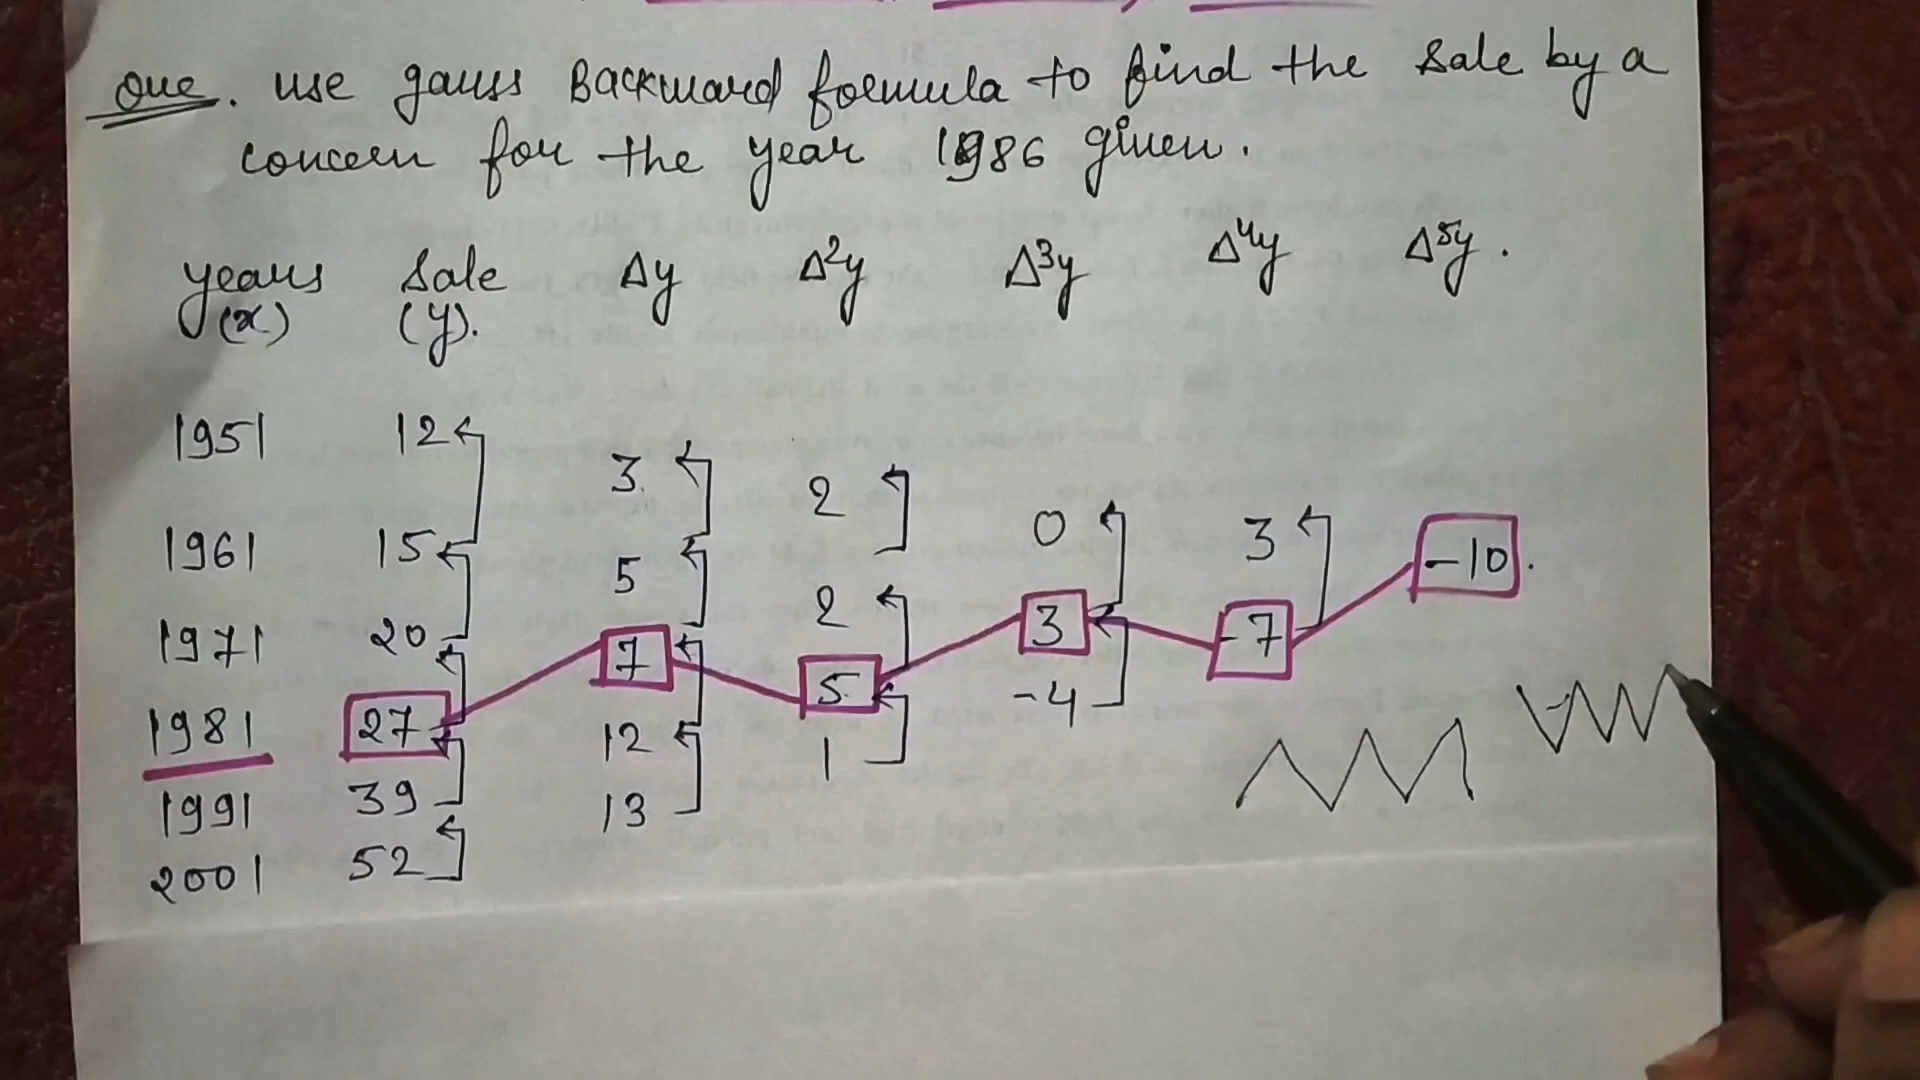 Que. use gauss Backward formula to find the sale by a
concern for the year 1986 given.
years sale Δy Δ²y Δ³y Δ⁴y Δ⁵y.
(x) (y).
1951 12
3 2
0 3 -10.
1961 15
5 2
3 -7
1971 20
7 5
-4
1981 27
12 1
1991 39
13
2001 52